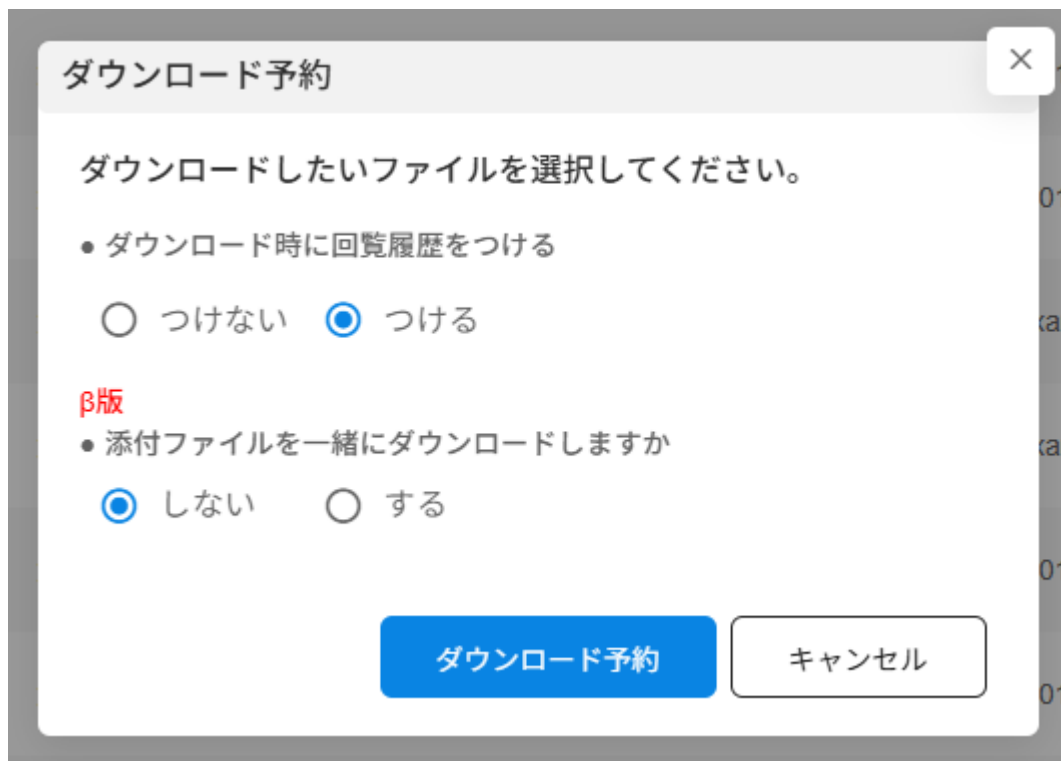 ダウンロード予約
ダウンロードしたいファイルを選択してください。
● ダウンロード時に回覧履歴をつける
つけない つける
β版
● 添付ファイルを一緒にダウンロードしますか
しない する
ダウンロード予約 キャンセル